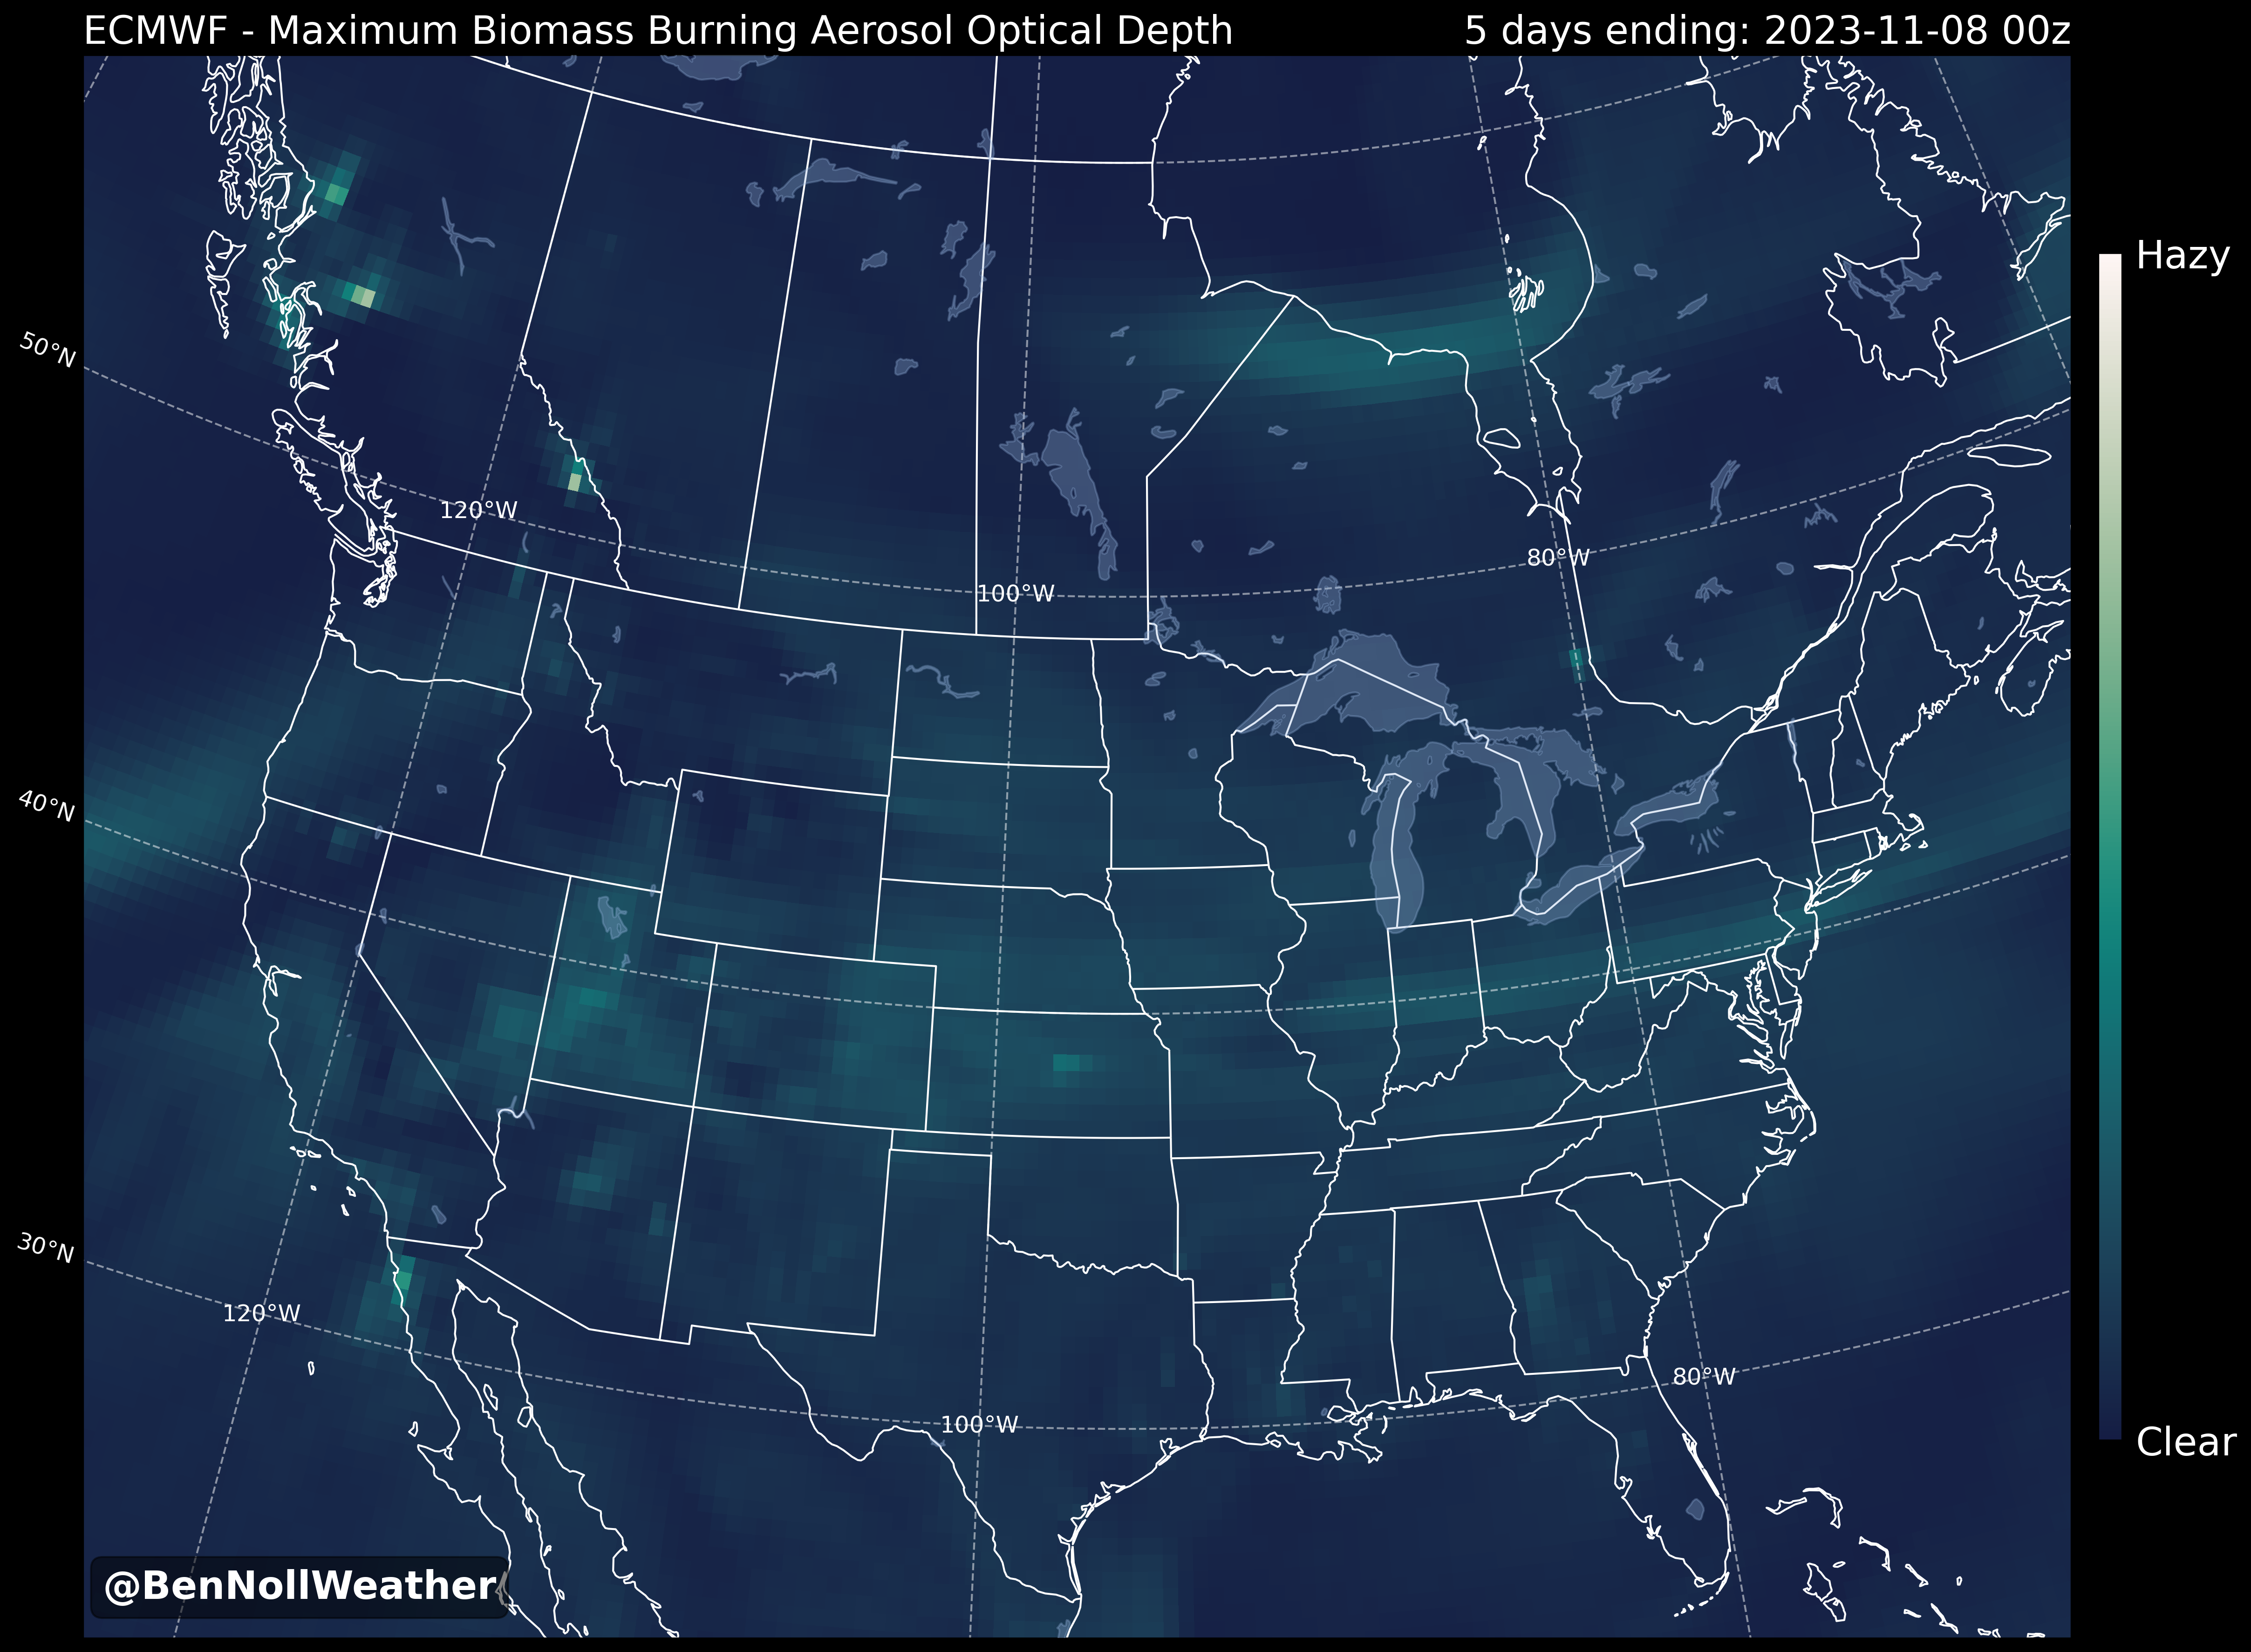 ECMWF - Maximum Biomass Burning Aerosol Optical Depth
5 days ending: 2023-11-08 00z
Hazy
50°N
120°W
80°W
100°W
40°N
30°N
120°W
80°W
100°W
Clear
@BenNollWeather